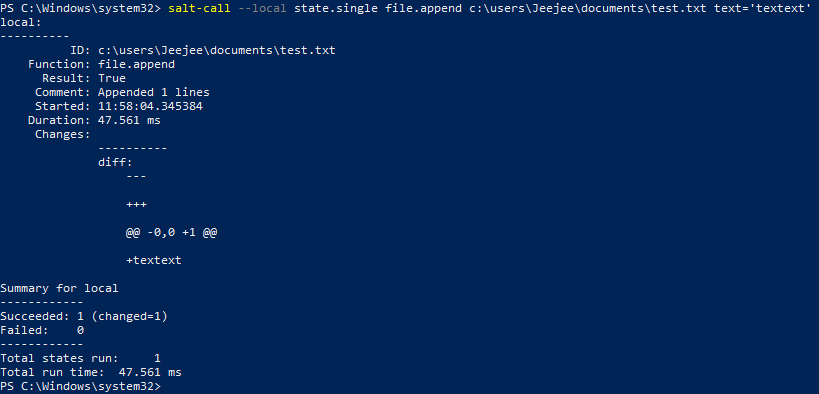 PS C:\Windows\system32> salt-call --local state.single file.append c:\users\Jeejee\documents\test.txt text='textext'
local:
----------
          ID: c:\users\Jeejee\documents\test.txt
    Function: file.append
      Result: True
     Comment: Appended 1 lines
     Started: 11:58:04.345384
    Duration: 47.561 ms
     Changes:
              ----------
              diff:
                  ---
                  +++
                  @@ -0,0 +1 @@
                  +textext
Summary for local
------------
Succeeded: 1 (changed=1)
Failed:    0
------------
Total states run:     1
Total run time:  47.561 ms
PS C:\Windows\system32>